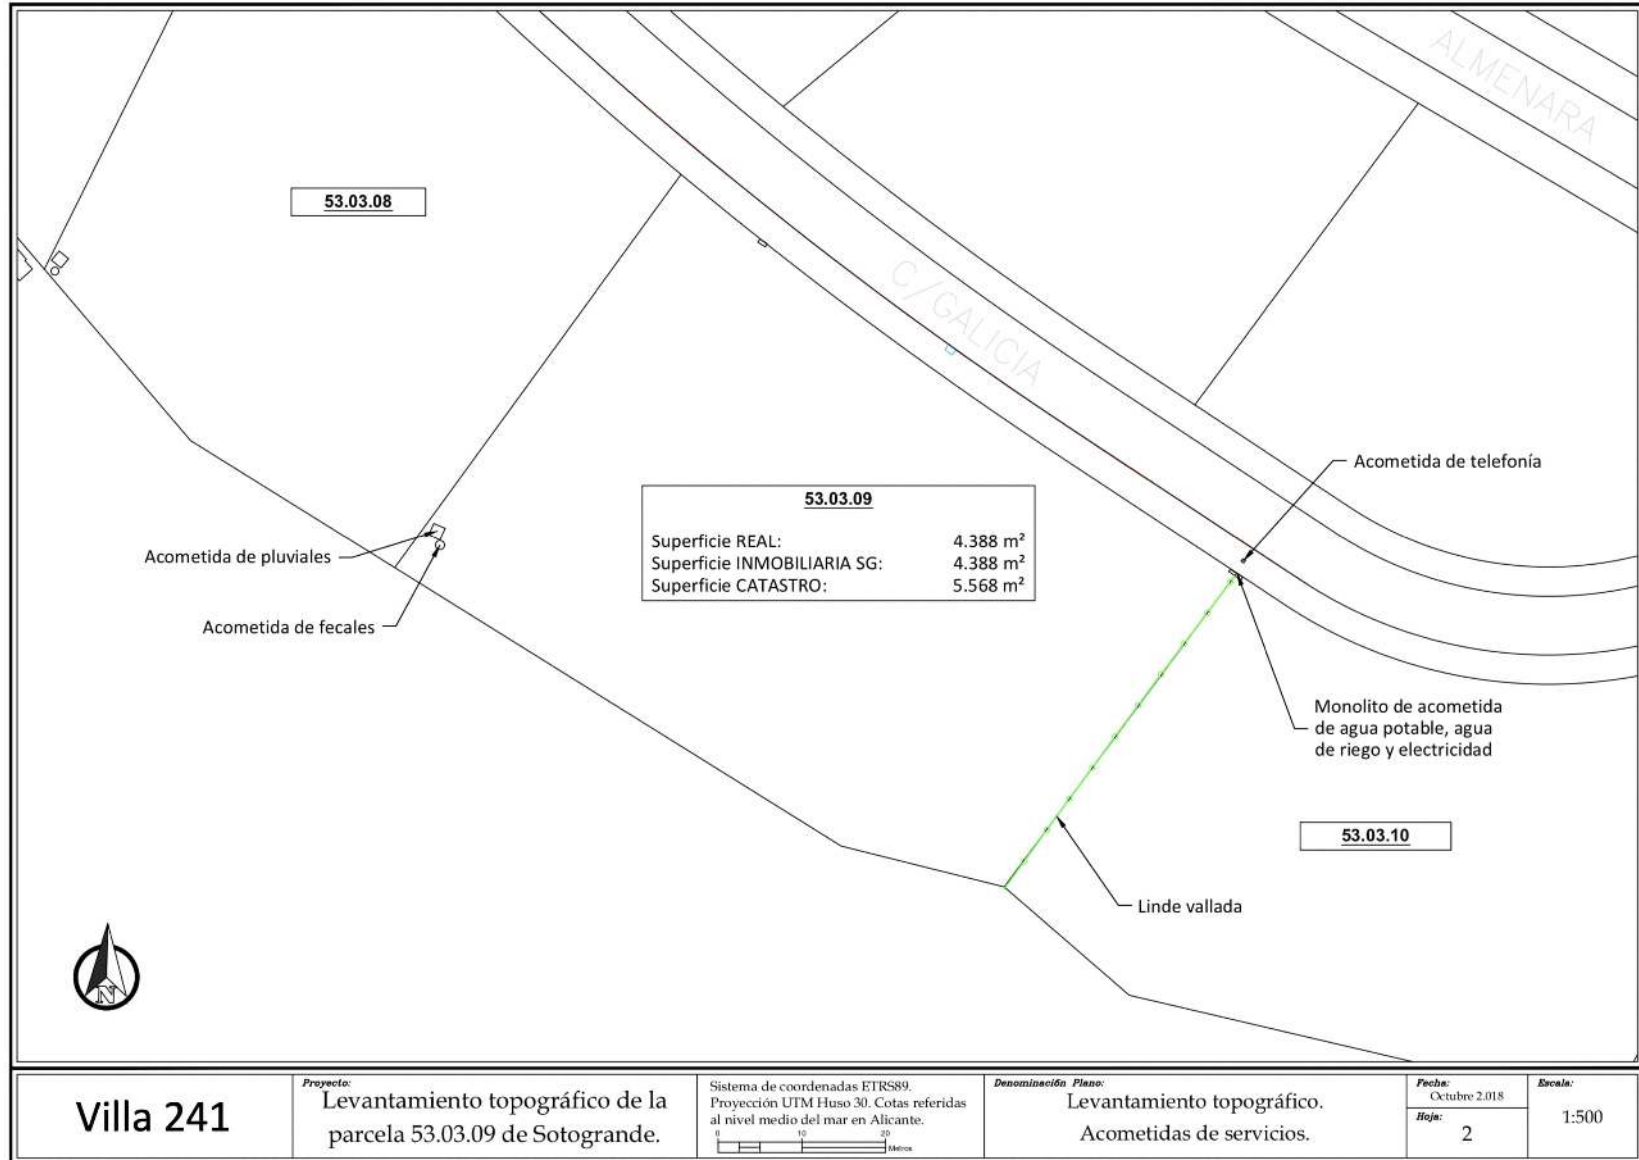 ALMENARA
53.03.08
C/GALICIA
Acometida de telefonía
53.03.09
Superficie REAL: 4.388 m²
Superficie INMOBILIARIA SG: 4.388 m²
Superficie CATASTRO: 5.568 m²
Acometida de pluviales
Acometida de fecales
Monolito de acometida
de agua potable, agua
de riego y electricidad
53.03.10
Linde vallada
N
Villa 241
Proyecto:
Levantamiento topográfico de la
parcela 53.03.09 de Sotogrande.
Sistema de coordenadas ETRS89.
Proyección UTM Huso 30. Cotas referidas
al nivel medio del mar en Alicante.
0 10 20
Metros
Denominación Plano:
Levantamiento topográfico.
Acometidas de servicios.
Fecha:
Octubre 2.018
Hoja:
2
Escala:
1:500